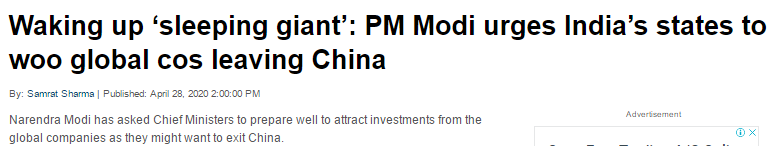 Waking up ‘sleeping giant’: PM Modi urges India’s states to
woo global cos leaving China
By: Samrat Sharma | Published: April 28, 2020 2:00:00 PM
Narendra Modi has asked Chief Ministers to prepare well to attract investments from the
global companies as they might want to exit China.
Advertisement